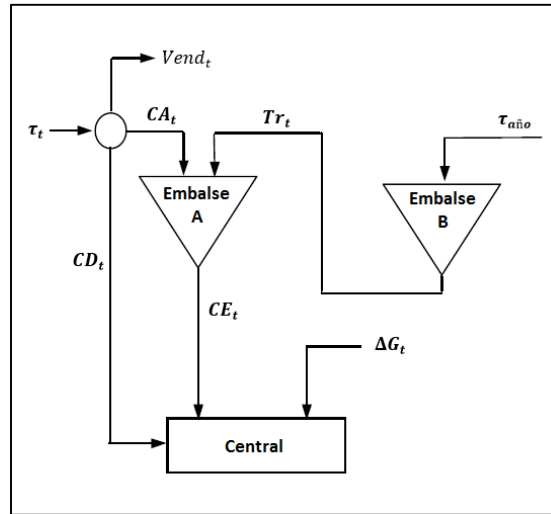 Vend_t
CA_t
Tr_t
τ_año
τ_t
Embalse
A
Embalse
B
CD_t
CE_t
ΔG_t
Central